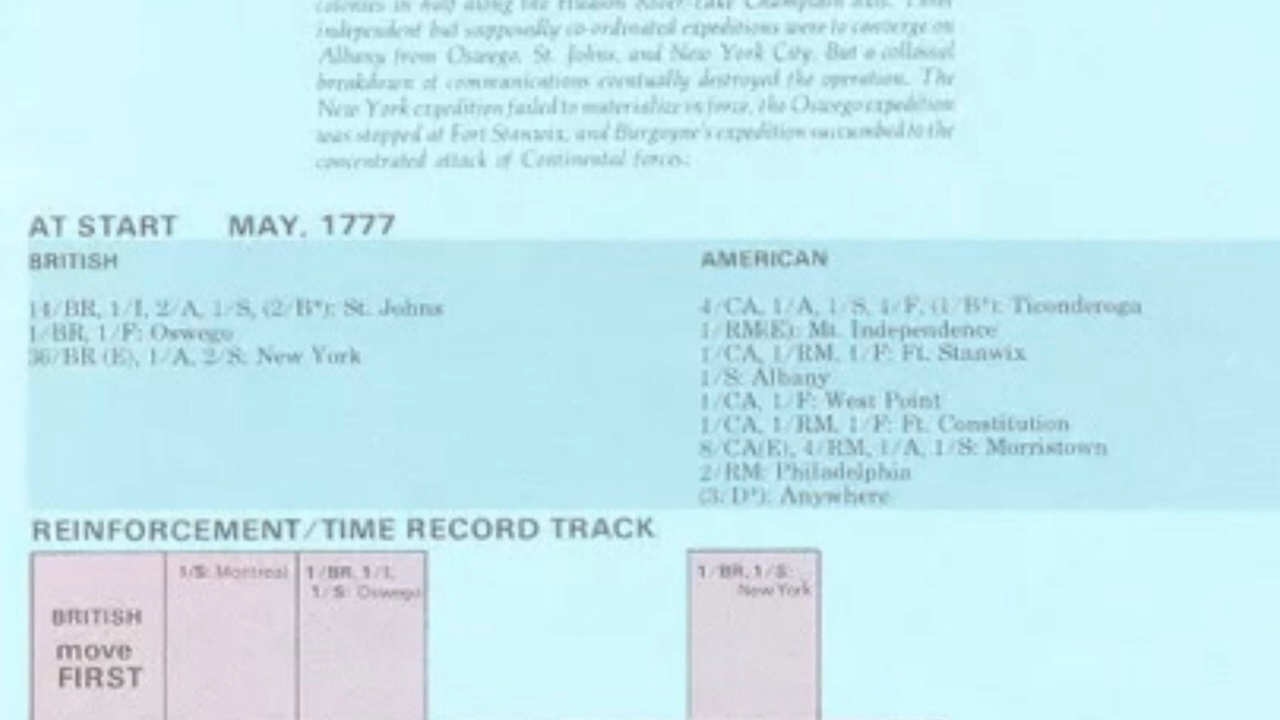 colonies in half along the Hudson River-Lake Champlain axis. Three
independent but supposedly co-ordinated expeditions were to converge on
Albany from Oswego, St. Johns, and New York City. But a collossal
breakdown of communications eventually destroyed the operation. The
New York expedition failed to materialize in force, the Oswego expedition
was stopped at Fort Stanwix, and Burgoyne's expedition succumbed to the
concentrated attack of Continental forces.
AT START MAY, 1777
BRITISH
14/BR, 1/I, 2/A, 1/S, (2/B*): St. Johns
1/BR, 1/F: Oswego
36/BR (E), 1/A, 2/S: New York
AMERICAN
4/CA, 1/A, 1/S, 1/F, (1/B*): Ticonderoga
1/RM(E): Mt. Independence
1/CA, 1/RM, 1/F: Ft. Stanwix
1/S: Albany
1/CA, 1/F: West Point
1/CA, 1/RM, 1/F: Ft. Constitution
8/CA(E), 4/RM, 1/A, 1/S: Morristown
2/RM: Philadelphia
(3/D*): Anywhere
REINFORCEMENT/TIME RECORD TRACK
BRITISH
move
FIRST
1/S: Montreal
1/BR, 1/I,
1/S: Oswego
1/BR, 1/S:
New York